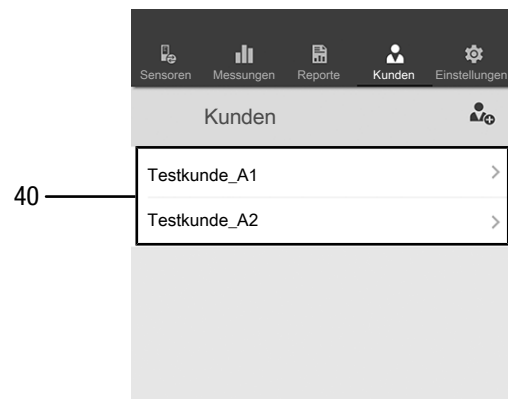 Sensoren Messungen Reporte Kunden Einstellungen
Kunden
Testkunde_A1
40
Testkunde_A2